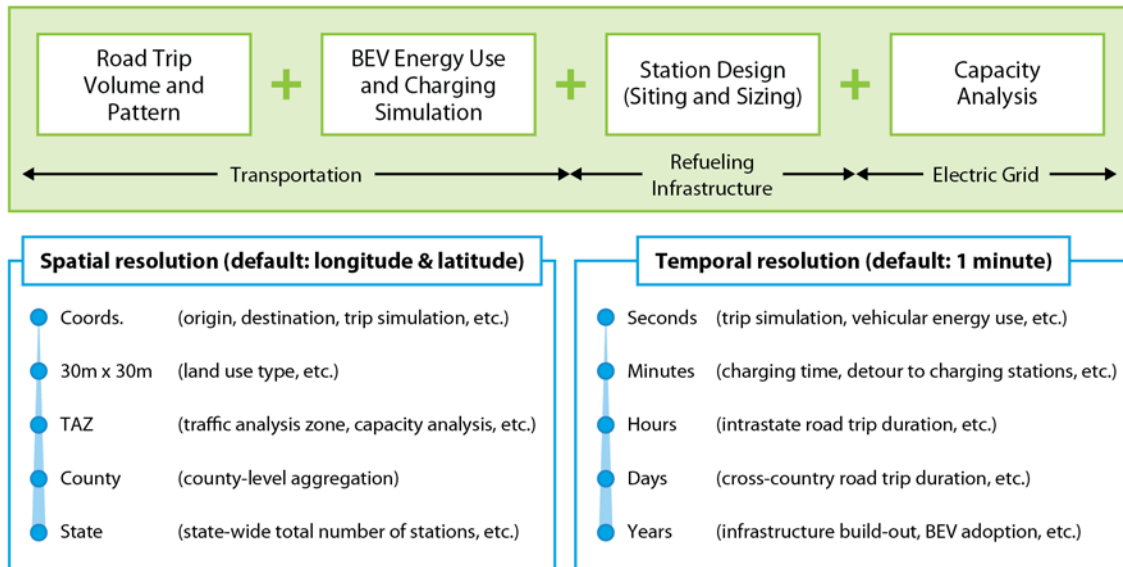 Road Trip
Volume and
Pattern
+
BEV Energy Use
and Charging
Simulation
+
Station Design
(Siting and Sizing)
+
Capacity
Analysis
Transportation
Refueling
Infrastructure
Electric Grid
Spatial resolution (default: longitude & latitude)
Coords. (origin, destination, trip simulation, etc.)
30m x 30m (land use type, etc.)
TAZ (traffic analysis zone, capacity analysis, etc.)
County (county-level aggregation)
State (state-wide total number of stations, etc.)
Temporal resolution (default: 1 minute)
Seconds (trip simulation, vehicular energy use, etc.)
Minutes (charging time, detour to charging stations, etc.)
Hours (intrastate road trip duration, etc.)
Days (cross-country road trip duration, etc.)
Years (infrastructure build-out, BEV adoption, etc.)